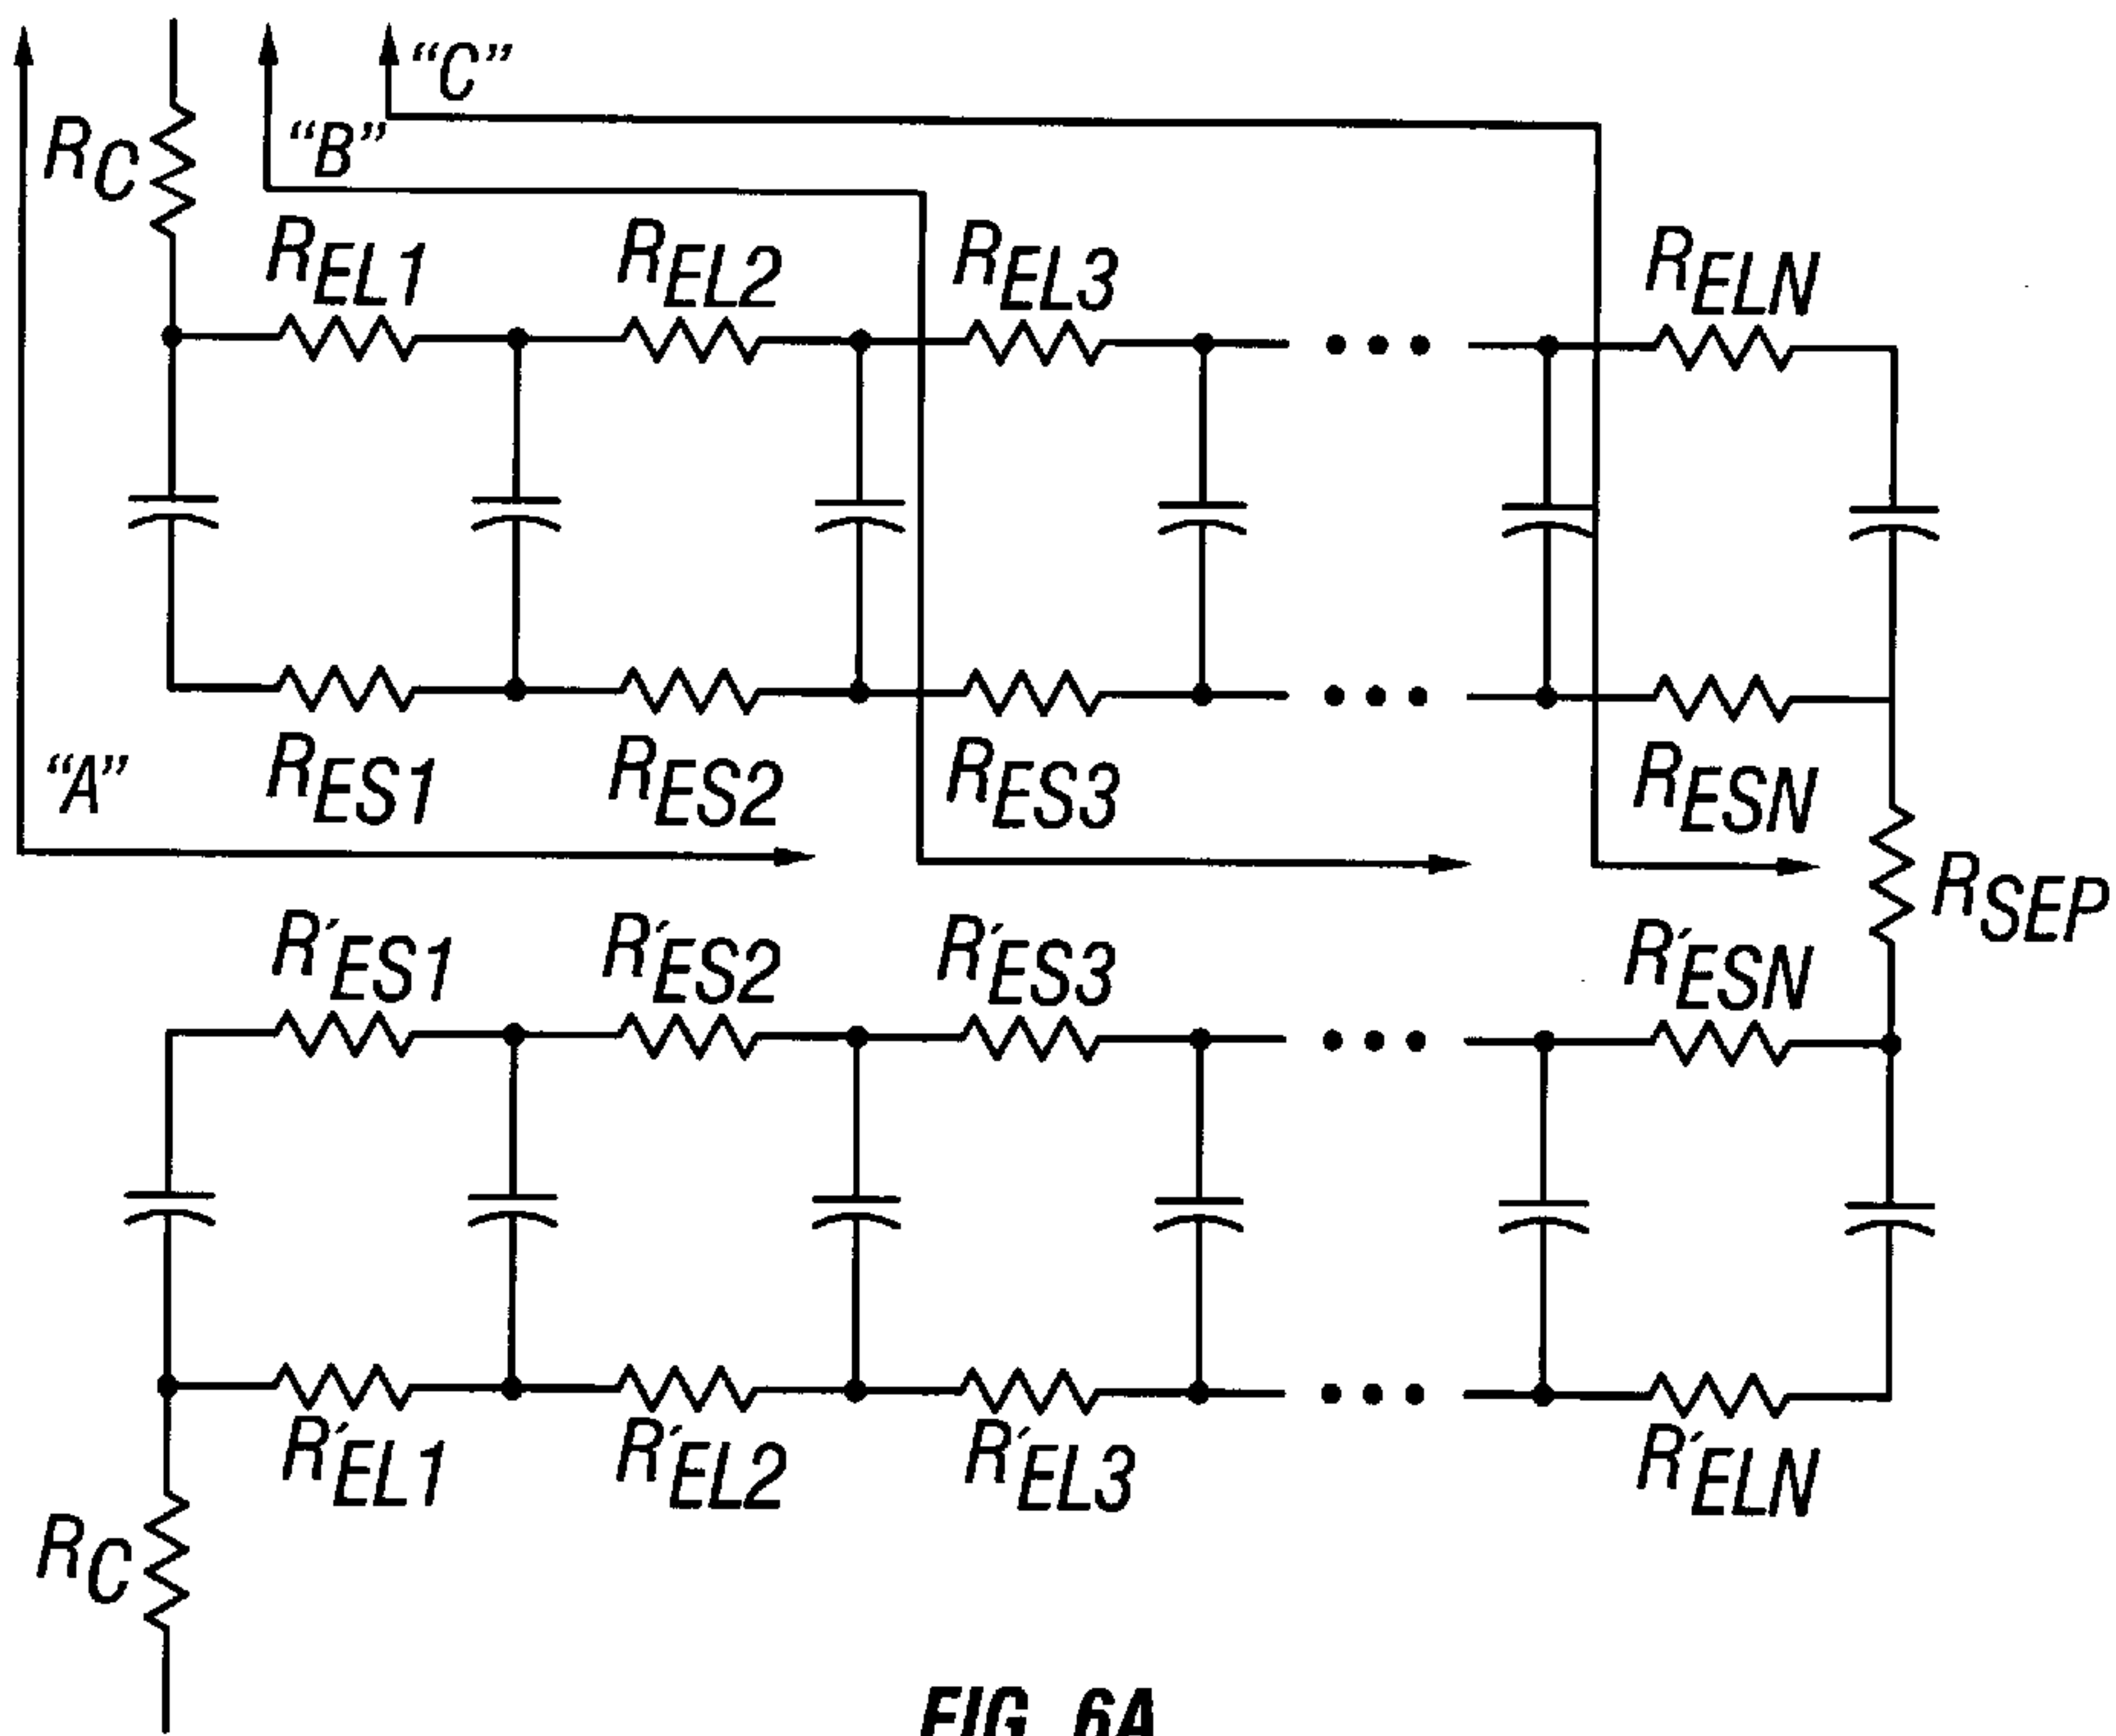 “C”
RC
“B”
REL1 REL2 REL3 RELN
“A”
RES1 RES2 RES3 RESN
RSEP
R′ES1 R′ES2 R′ES3 R′ESN
R′EL1 R′EL2 R′EL3 R′ELN
RC
FIG. 6A